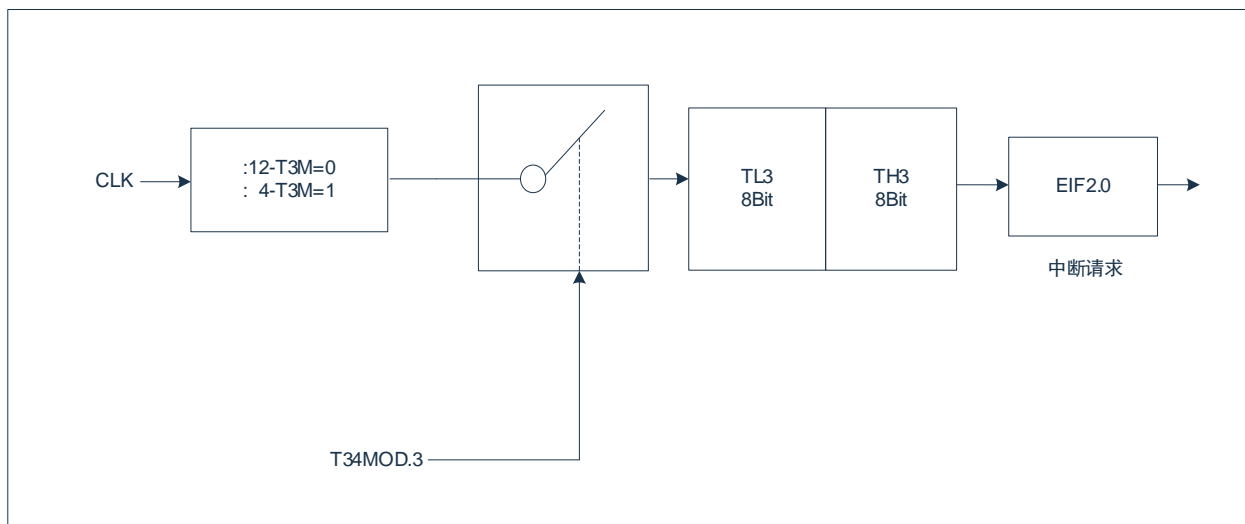 CLK
:12-T3M=0
: 4-T3M=1
TL3
8Bit
TH3
8Bit
EIF2.0
中断请求
T34MOD.3